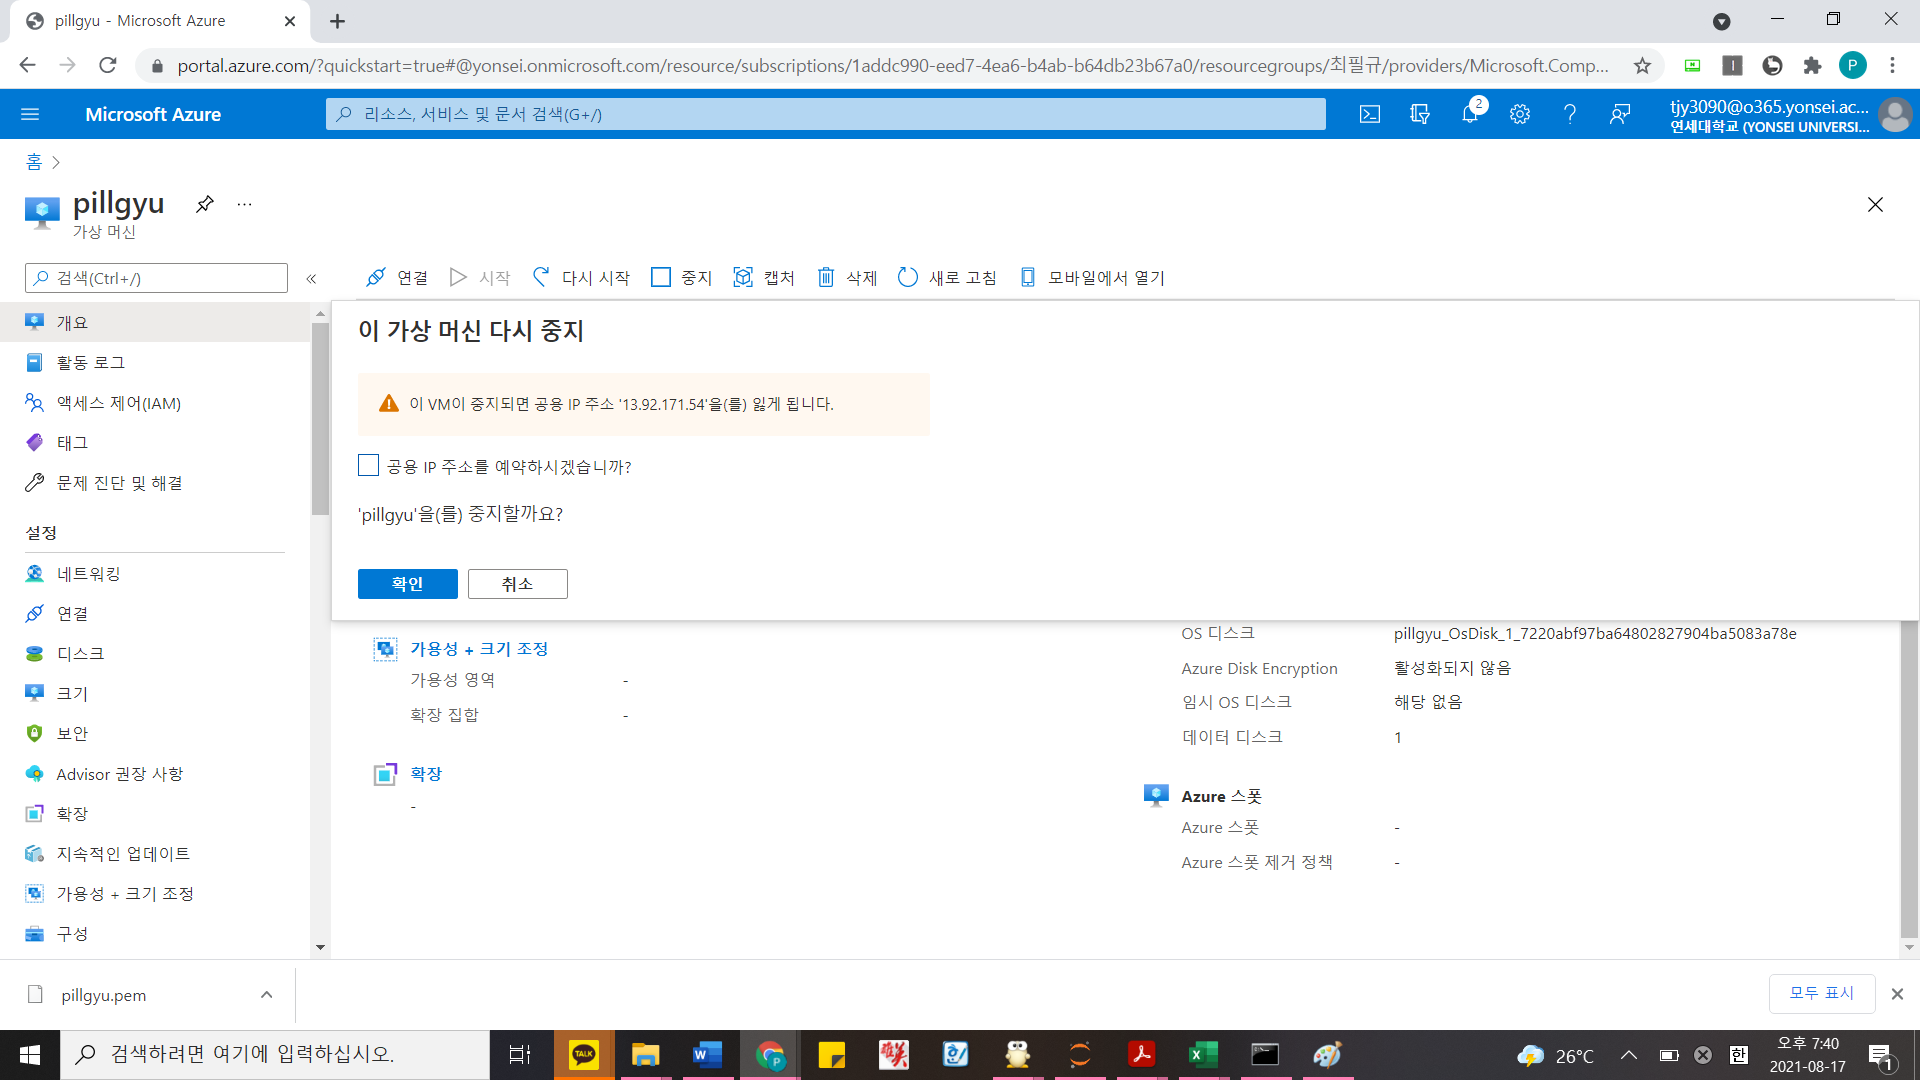 pillgyu - Microsoft Azure
portal.azure.com/?quickstart=true#@yonsei.onmicrosoft.com/resource/subscriptions/1addc990-eed7-4ea6-b4ab-b64db23b67a0/resourcegroups/최필규/providers/Microsoft.Comp...
P
Microsoft Azure
리소스, 서비스 및 문서 검색(G+/)
2
tjy3090@o365.yonsei.ac...
연세대학교 (YONSEI UNIVERSI...
홈
pillgyu
...
가상 머신
검색(Ctrl+/)
«
연결
시작
다시 시작
중지
캡처
삭제
새로 고침
모바일에서 열기
개요
활동 로그
액세스 제어(IAM)
태그
문제 진단 및 해결
설정
네트워킹
연결
디스크
크기
보안
Advisor 권장 사항
확장
지속적인 업데이트
가용성 + 크기 조정
구성
이 가상 머신 다시 중지
이 VM이 중지되면 공용 IP 주소 '13.92.171.54'을(를) 잃게 됩니다.
공용 IP 주소를 예약하시겠습니까?
'pillgyu'을(를) 중지할까요?
확인
취소
가용성 + 크기 조정
가용성 영역
-
확장 집합
-
확장
-
OS 디스크
pillgyu_OsDisk_1_7220abf97ba64802827904ba5083a78e
Azure Disk Encryption
활성화되지 않음
임시 OS 디스크
해당 없음
데이터 디스크
1
Azure 스폿
Azure 스폿
-
Azure 스폿 제거 정책
-
pillgyu.pem
모두 표시
검색하려면 여기에 입력하십시오.
TALK
26°C
한
오후 7:40
2021-08-17
1